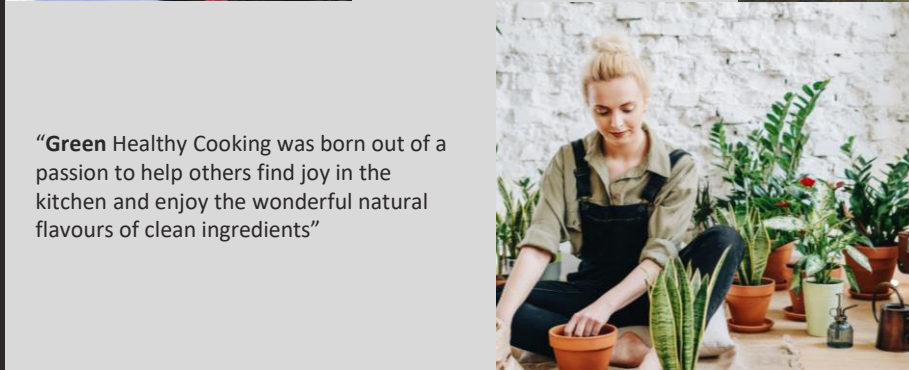 “Green Healthy Cooking was born out of a
passion to help others find joy in the
kitchen and enjoy the wonderful natural
flavours of clean ingredients”